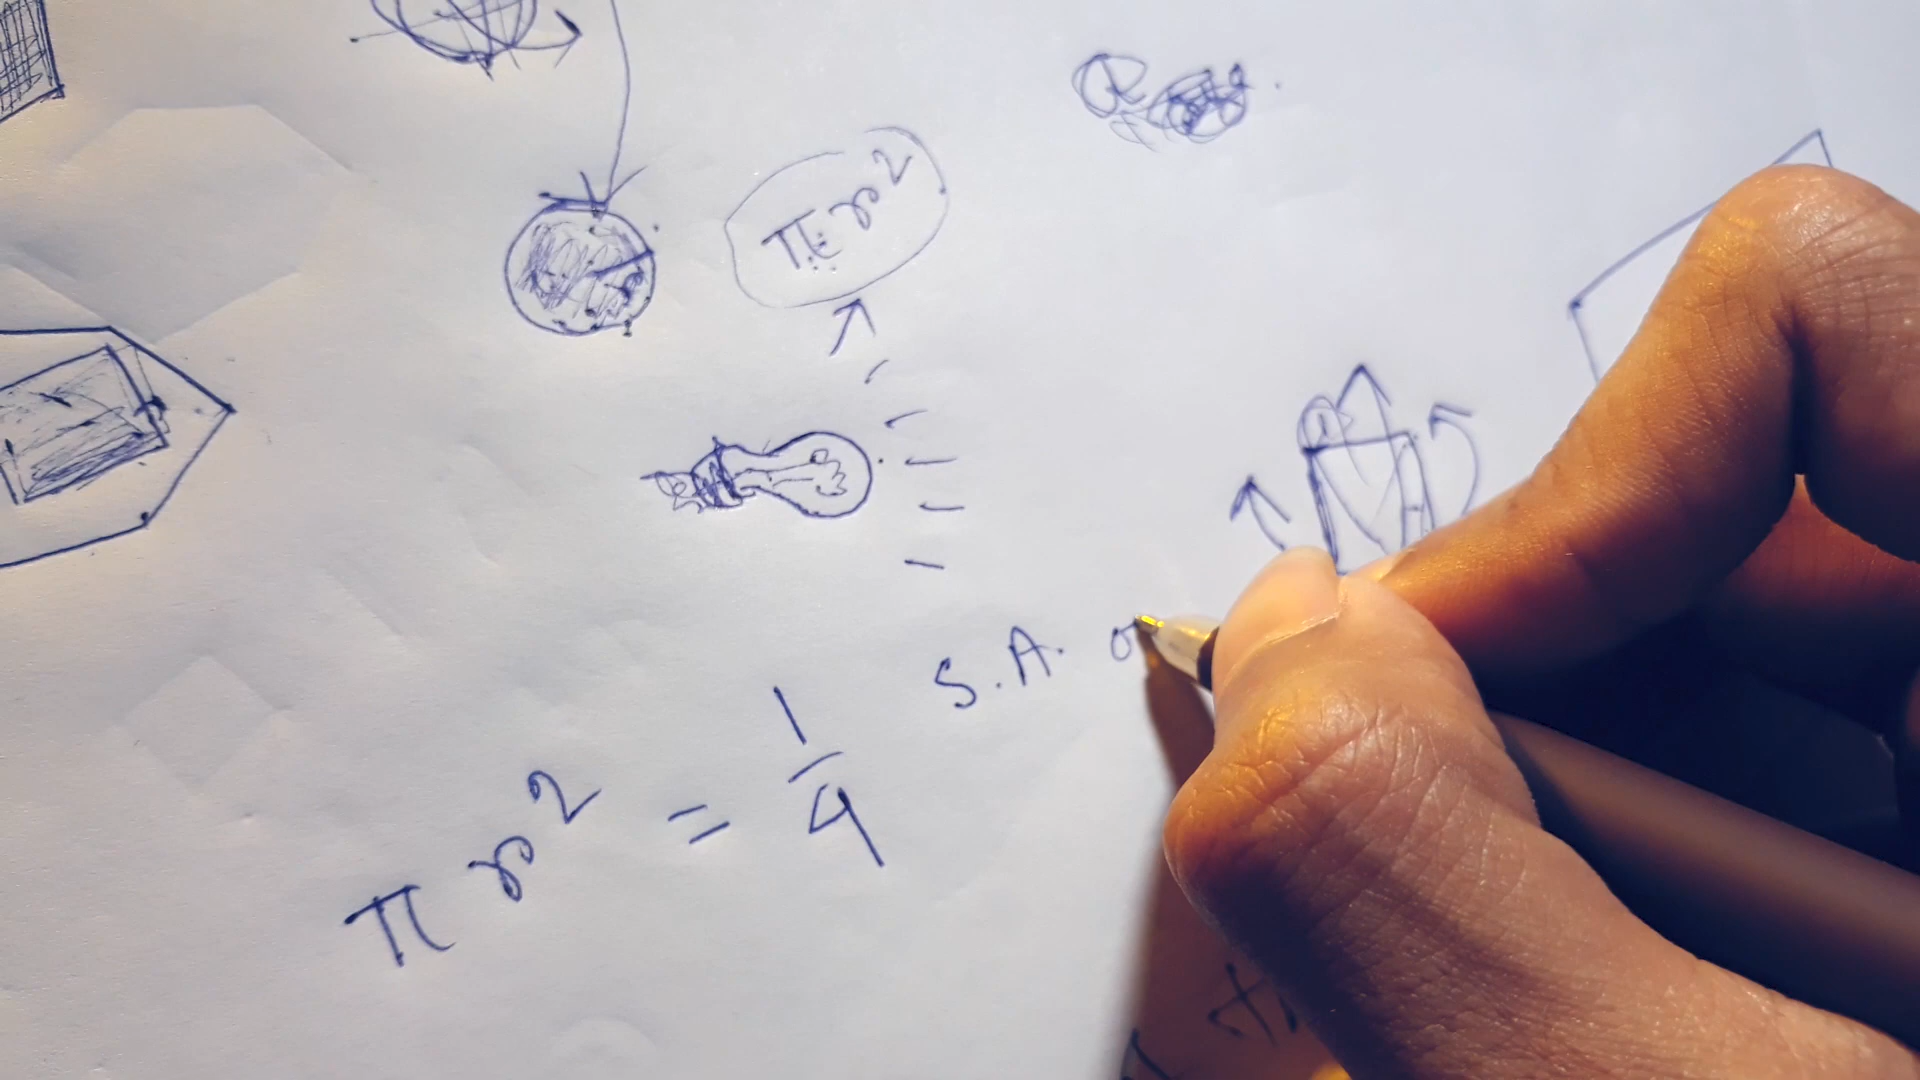 πr²
S.A. o
πr² = 1/4